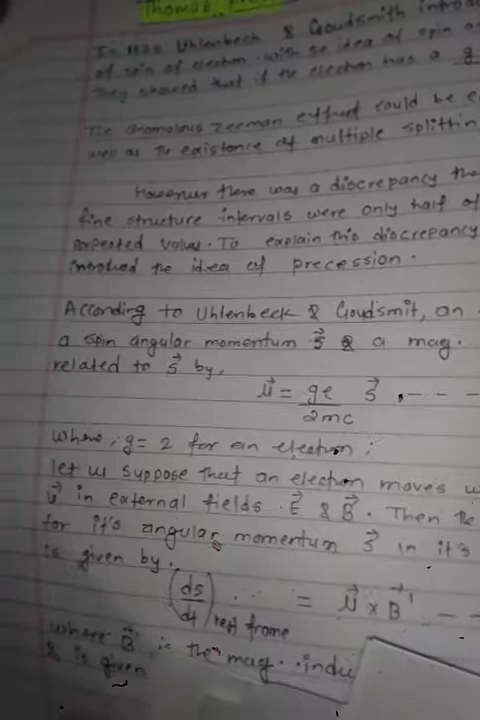 Thomas
In 1926 Uhlenbeck & Goudsmith introd
of spin of electron. with se idea of spin o
They showed that if the electron has a g
The anomalous zeeman effect could be e
well as the existance of multiple splittin
However there was a discrepancy tha
fine structure intervals were only half of
expected value. To explain this discrepancy
introduced the idea of precession.
According to Uhlenbeck & Goudsmit, an
a spin angular momentum S⃗ & a mag.
related to S⃗ by,
μ⃗ = ge/2mc S⃗ . - - -
where, g = 2 for an electron,
let us suppose that an electron moves w
v⃗ in external fields E⃗ & B⃗. Then the
for it's angular momentum S⃗ in it's
is given by.
(ds/dt) rest frame = μ⃗ × B⃗' - -
where B⃗' is the mag. indu
& is given